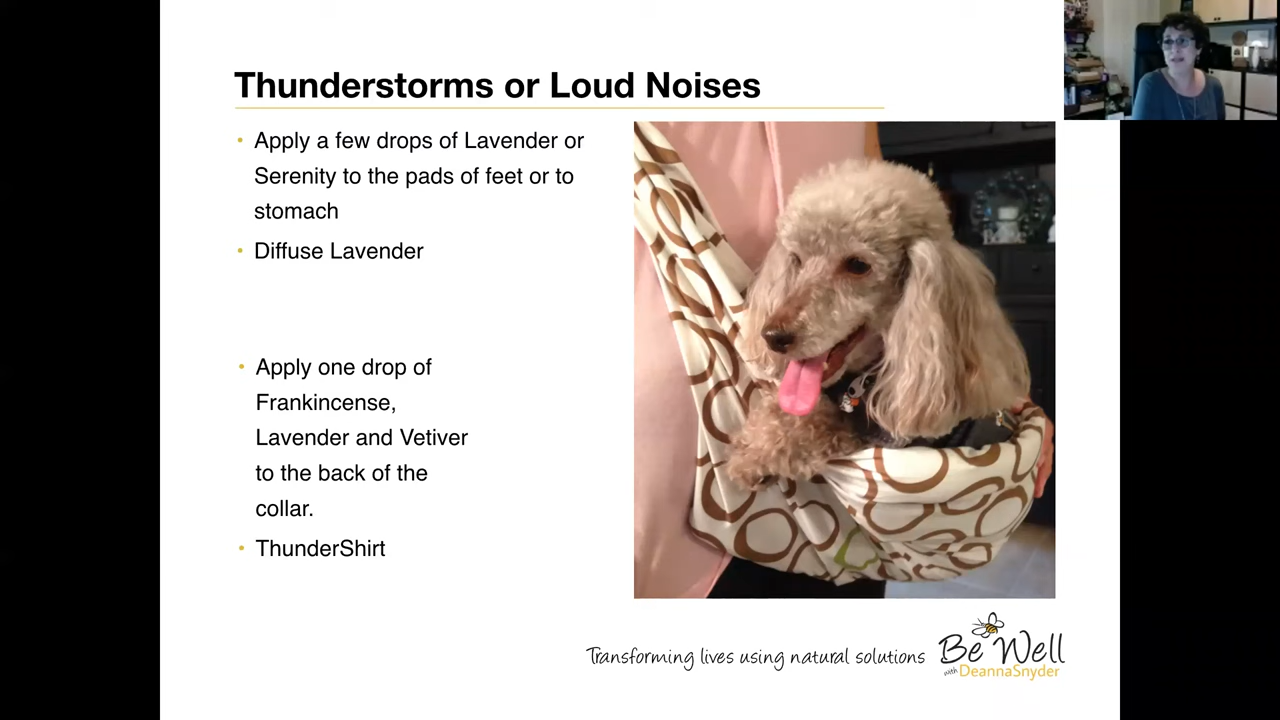 Thunderstorms or Loud Noises
• Apply a few drops of Lavender or
Serenity to the pads of feet or to
stomach
• Diffuse Lavender
• Apply one drop of
Frankincense,
Lavender and Vetiver
to the back of the
collar.
• ThunderShirt
Transforming lives using natural solutions
Be Well
with DeannaSnyder